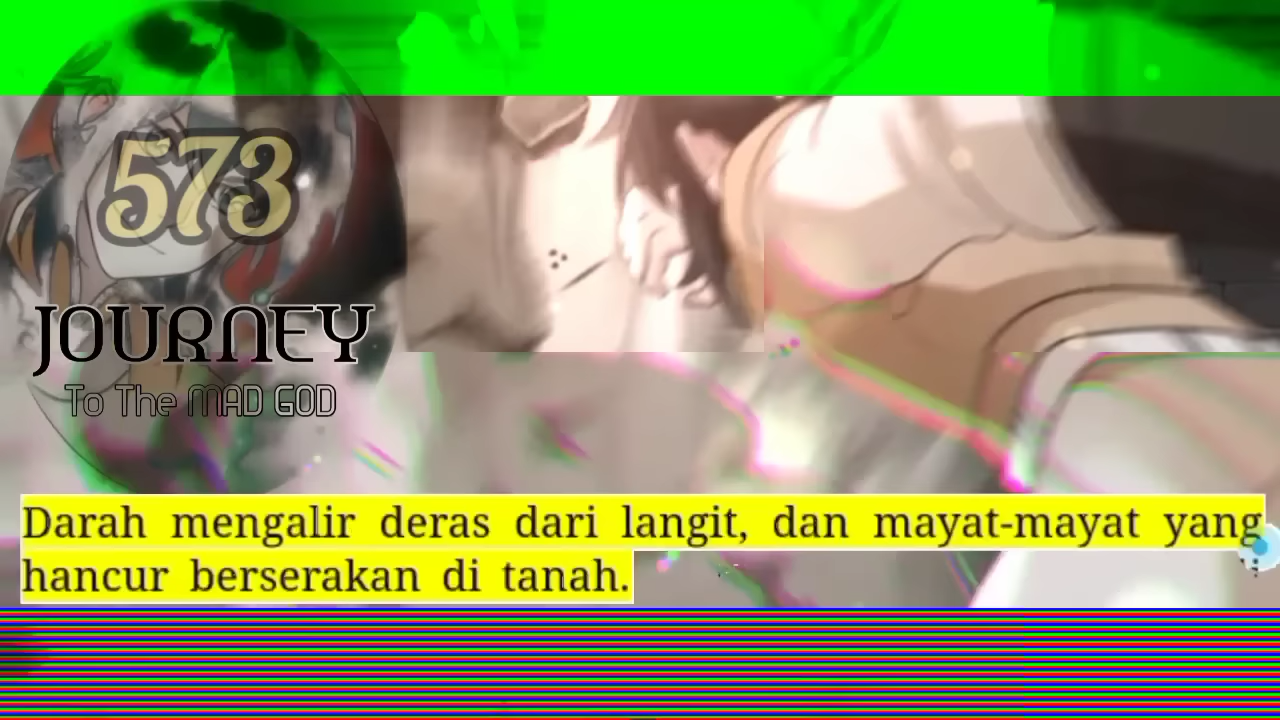 573
JOURNEY
To The MAD GOD
Darah mengalir deras dari langit, dan mayat-mayat yang
hancur berserakan di tanah.